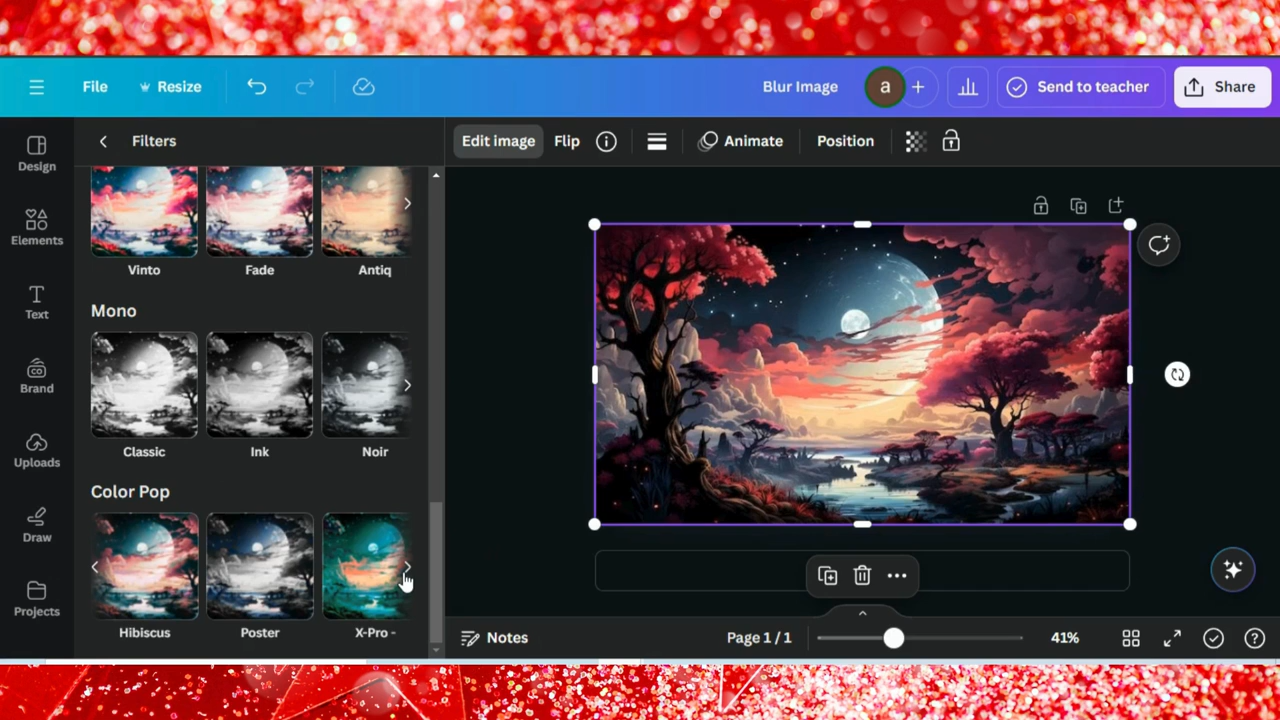 File
Resize
Blur Image
a
Send to teacher
Share
Design
Elements
Text
Brand
co
Uploads
Draw
Projects
Filters
Vinto
Fade
Antiq
Mono
Classic
Ink
Noir
Color Pop
Hibiscus
Poster
X-Pro -
Edit image
Flip
Animate
Position
Notes
Page 1 / 1
41%